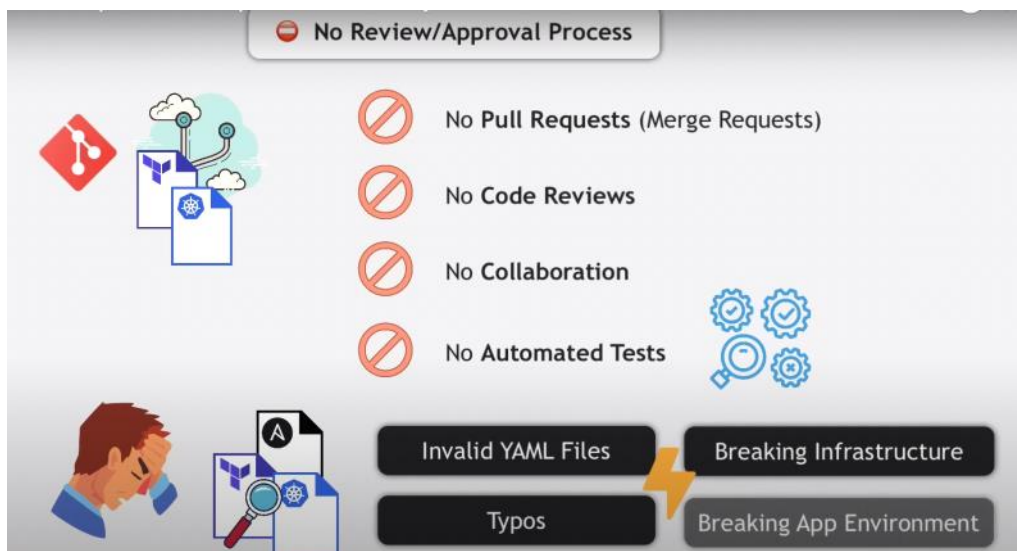 No Review/Approval Process
No Pull Requests (Merge Requests)
No Code Reviews
No Collaboration
No Automated Tests
A
Invalid YAML Files
Breaking Infrastructure
Typos
Breaking App Environment